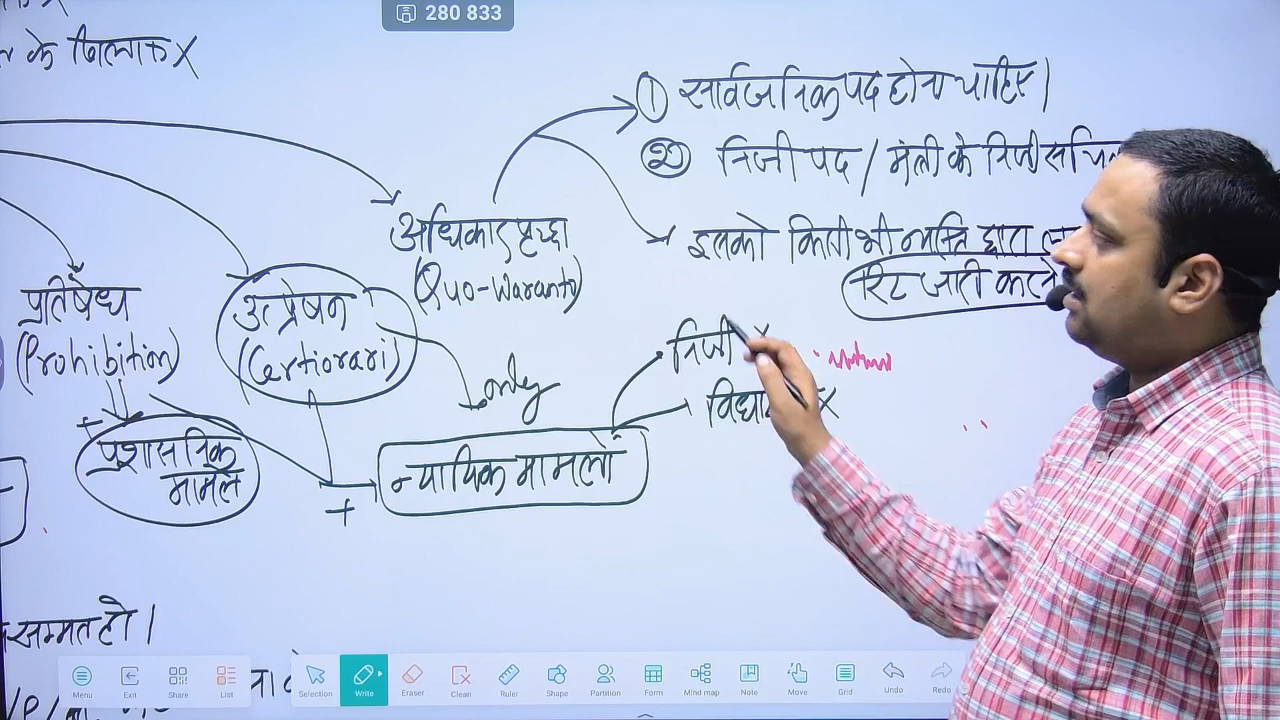 280 833
के खिलाफ X
① सार्वजनिक पद होना चाहिए।
② निजी पद / मंत्री के निजी सचिव
अधिकार पृच्छा
(Quo-Waranto)
इसको किसी भी व्यक्ति द्वारा
रिट जारी करने
प्रतिषेध
(Prohibition)
उत्प्रेषण
(Certiorari)
only
निजी X
X
+
प्रशासनिक
मामले
न्यायिक मामलों
+
सम्मत हो।
Menu
Exit
Share
List
Selection
Write
Eraser
Clean
Ruler
Shape
Partition
Form
Mind map
Note
Move
Grid
Undo
Redo